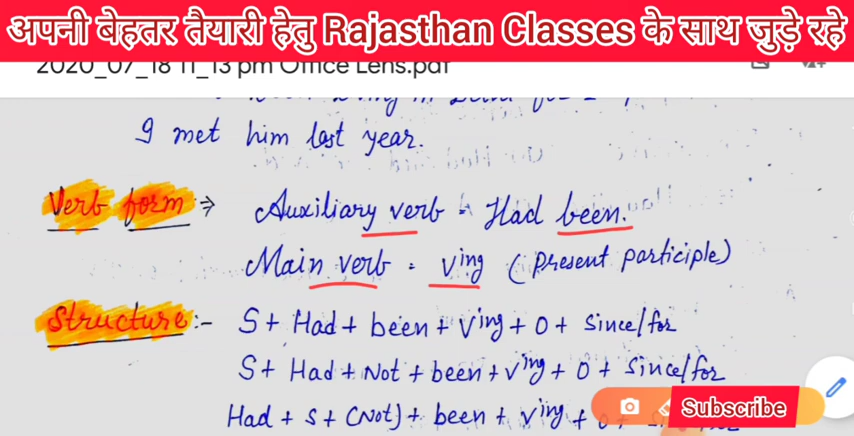 अपनी बेहतर तैयारी हेतु Rajasthan Classes के साथ जुड़े रहे
2020_07_18 11_13 pm Office Lens.pdf
I met him last year.
Verb form ⇒ Auxiliary verb = Had been.
Main verb = Ving (Present participle)
Structure:- S + Had + been + Ving + O + Since/for
S + Had + Not + been + Ving + O + Since/for
Had + S + (Not) + been + Ving + O +
Subscribe